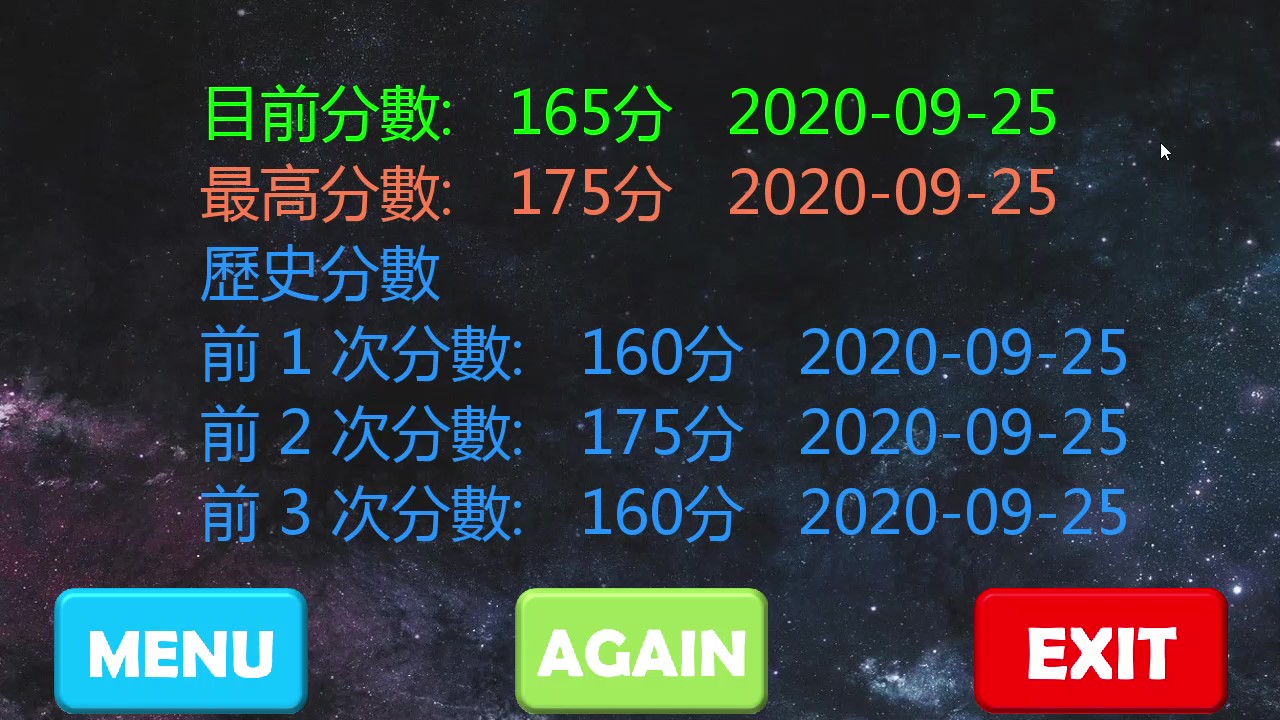 目前分數: 165分 2020-09-25
最高分數: 175分 2020-09-25
歷史分數
前 1 次分數: 160分 2020-09-25
前 2 次分數: 175分 2020-09-25
前 3 次分數: 160分 2020-09-25
MENU AGAIN EXIT